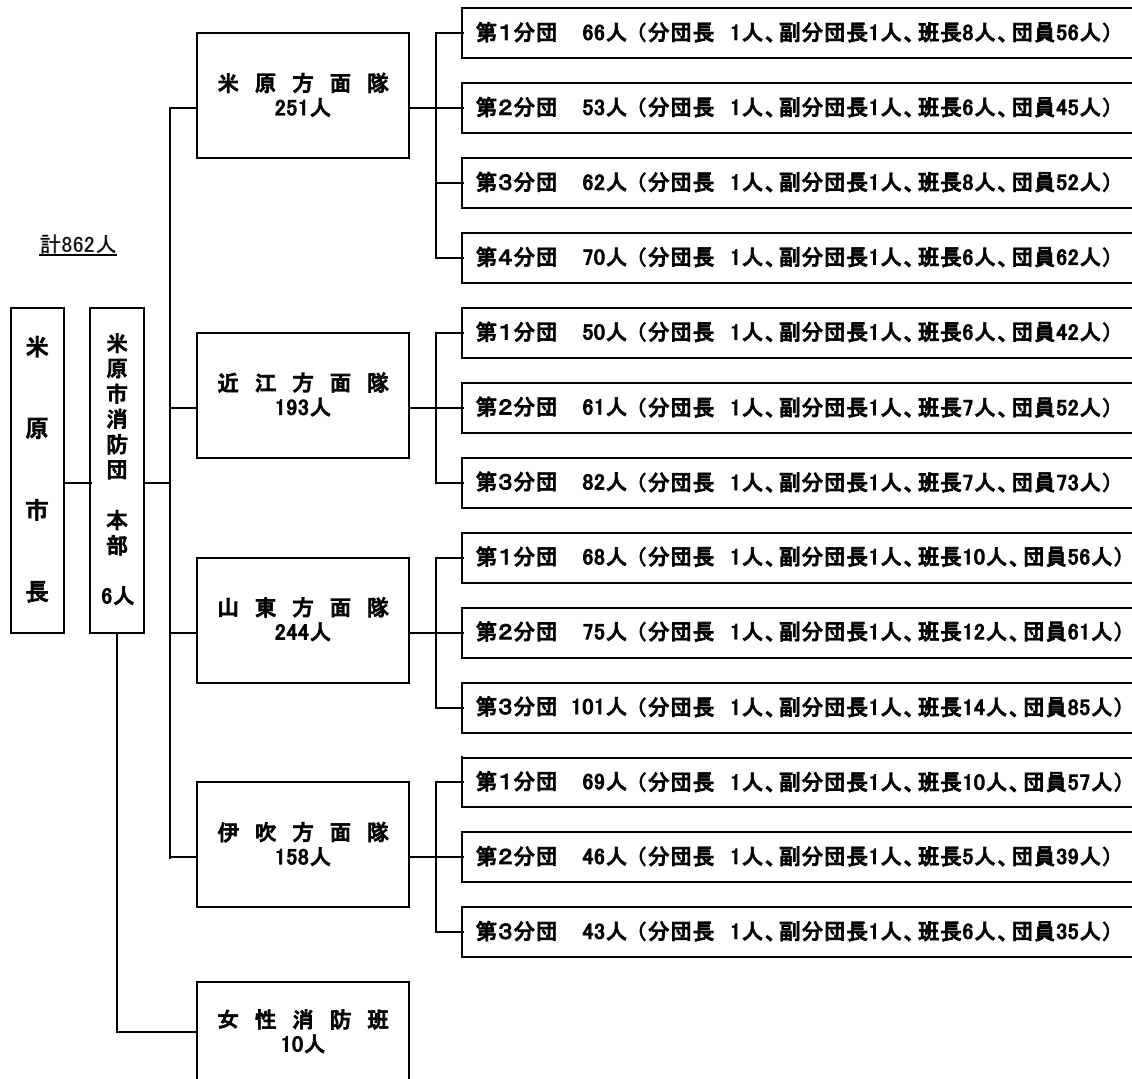 計862人
米原市長
米原市消防団 本部 6人
米原方面隊
251人
第1分団 66人（分団長 1人、副分団長1人、班長8人、団員56人）
第2分団 53人（分団長 1人、副分団長1人、班長6人、団員45人）
第3分団 62人（分団長 1人、副分団長1人、班長8人、団員52人）
第4分団 70人（分団長 1人、副分団長1人、班長6人、団員62人）
近江方面隊
193人
第1分団 50人（分団長 1人、副分団長1人、班長6人、団員42人）
第2分団 61人（分団長 1人、副分団長1人、班長7人、団員52人）
第3分団 82人（分団長 1人、副分団長1人、班長7人、団員73人）
山東方面隊
244人
第1分団 68人（分団長 1人、副分団長1人、班長10人、団員56人）
第2分団 75人（分団長 1人、副分団長1人、班長12人、団員61人）
第3分団 101人（分団長 1人、副分団長1人、班長14人、団員85人）
伊吹方面隊
158人
第1分団 69人（分団長 1人、副分団長1人、班長10人、団員57人）
第2分団 46人（分団長 1人、副分団長1人、班長5人、団員39人）
第3分団 43人（分団長 1人、副分団長1人、班長6人、団員35人）
女性消防班
10人